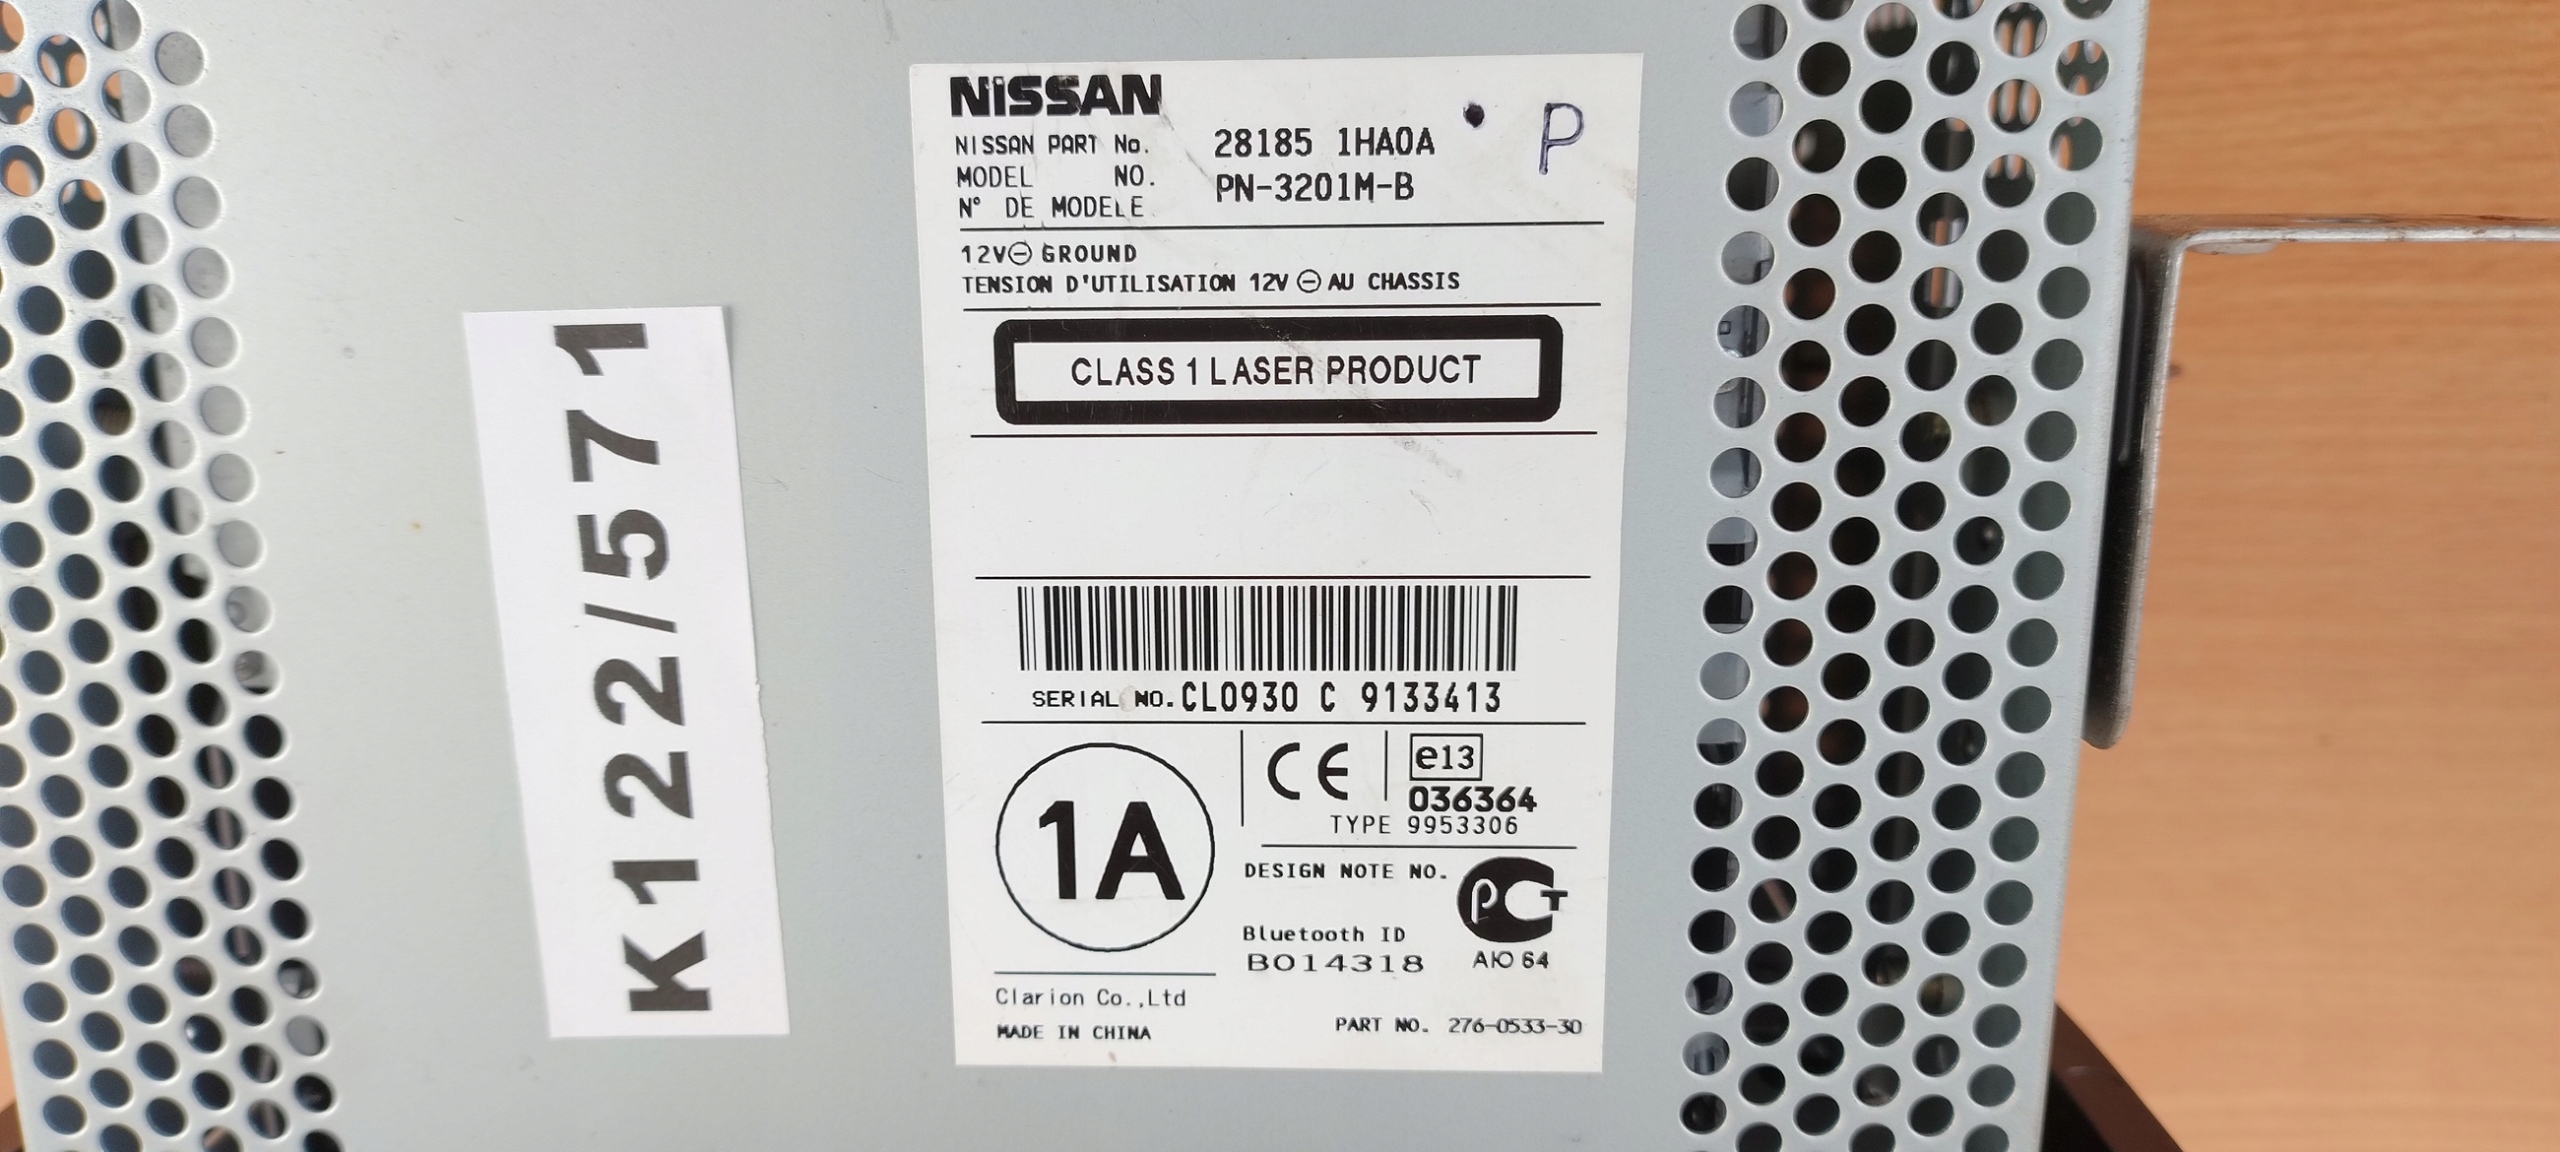 NISSAN
P
NISSAN PART No. 28185 1HA0A
MODEL NO. PN-3201M-B
N° DE MODELE
12V⊖ GROUND
TENSION D'UTILISATION 12V ⊖ AU CHASSIS
CLASS 1 LASER PRODUCT
SERIAL NO. CL0930 C 9133413
1A
CE
e13
036364
TYPE 9953306
DESIGN NOTE NO.
PCT
Bluetooth ID
B014318
АЮ 64
Clarion Co.,Ltd
MADE IN CHINA
PART NO. 276-0533-30
K122/571